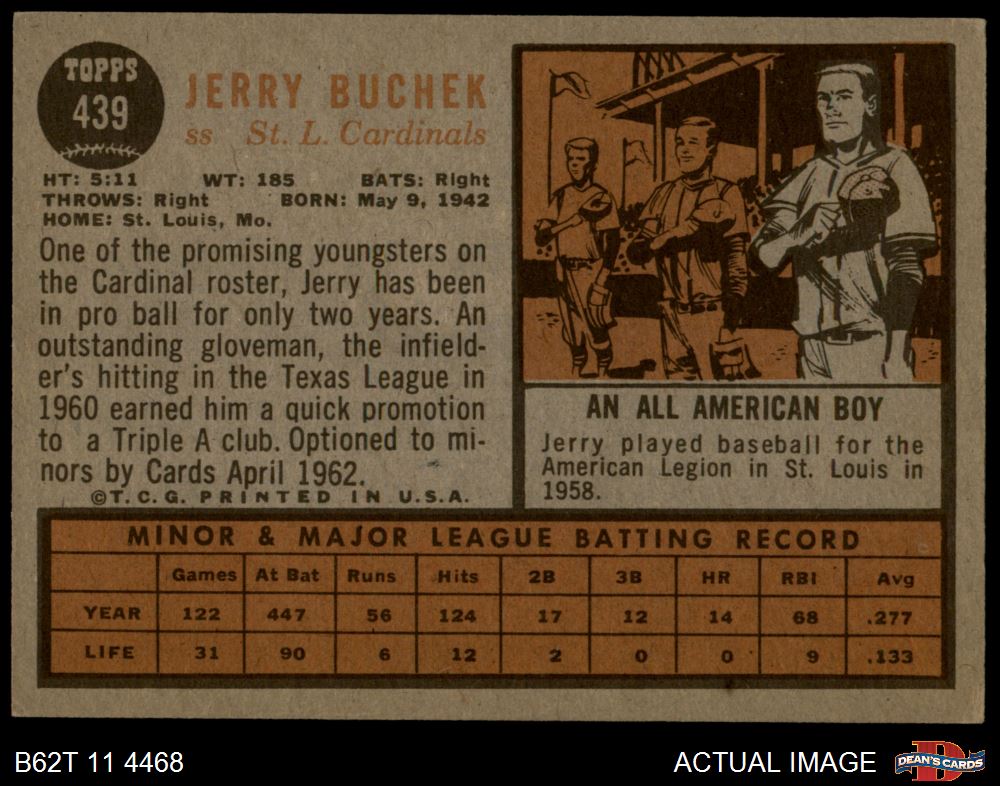 TOPPS
439
JERRY BUCHEK
ss St. L. Cardinals
HT: 5:11 WT: 185 BATS: Right
THROWS: Right BORN: May 9, 1942
HOME: St. Louis, Mo.
One of the promising youngsters on
the Cardinal roster, Jerry has been
in pro ball for only two years. An
outstanding gloveman, the infield-
er's hitting in the Texas League in
1960 earned him a quick promotion
to a Triple A club. Optioned to mi-
nors by Cards April 1962.
©T.C.G. PRINTED IN U.S.A.
AN ALL AMERICAN BOY
Jerry played baseball for the
American Legion in St. Louis in
1958.
MINOR & MAJOR LEAGUE BATTING RECORD
Games At Bat Runs Hits 2B 3B HR RBI Avg
YEAR 122 447 56 124 17 12 14 68 .277
LIFE 31 90 6 12 2 0 0 9 .133
B62T 11 4468
ACTUAL IMAGE
DEAN'S CARDS